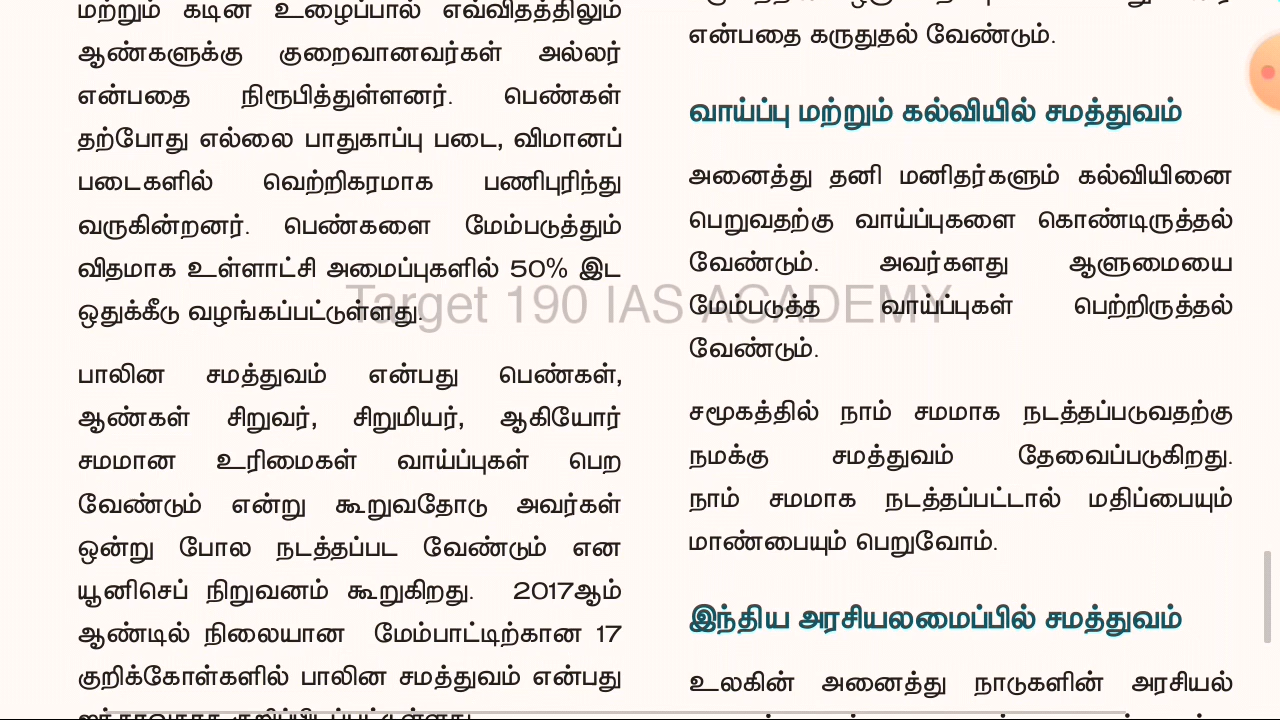 மற்றும் கடின உழைப்பால் எவ்விதத்திலும்
ஆண்களுக்கு குறைவானவர்கள் அல்லர்
என்பதை நிரூபித்துள்ளனர். பெண்கள்
தற்போது எல்லை பாதுகாப்பு படை, விமானப்
படைகளில் வெற்றிகரமாக பணிபுரிந்து
வருகின்றனர். பெண்களை மேம்படுத்தும்
விதமாக உள்ளாட்சி அமைப்புகளில் 50% இட
ஒதுக்கீடு வழங்கப்பட்டுள்ளது.
பாலின சமத்துவம் என்பது பெண்கள்,
ஆண்கள் சிறுவர், சிறுமியர், ஆகியோர்
சமமான உரிமைகள் வாய்ப்புகள் பெற
வேண்டும் என்று கூறுவதோடு அவர்கள்
ஒன்று போல நடத்தப்பட வேண்டும் என
யூனிசெப் நிறுவனம் கூறுகிறது. 2017ஆம்
ஆண்டில் நிலையான மேம்பாட்டிற்கான 17
குறிக்கோள்களில் பாலின சமத்துவம் என்பது
என்பதை கருதுதல் வேண்டும்.
வாய்ப்பு மற்றும் கல்வியில் சமத்துவம்
அனைத்து தனி மனிதர்களும் கல்வியினை
பெறுவதற்கு வாய்ப்புகளை கொண்டிருத்தல்
வேண்டும். அவர்களது ஆளுமையை
மேம்படுத்த வாய்ப்புகள் பெற்றிருத்தல்
வேண்டும்.
சமூகத்தில் நாம் சமமாக நடத்தப்படுவதற்கு
நமக்கு சமத்துவம் தேவைப்படுகிறது.
நாம் சமமாக நடத்தப்பட்டால் மதிப்பையும்
மாண்பையும் பெறுவோம்.
இந்திய அரசியலமைப்பில் சமத்துவம்
உலகின் அனைத்து நாடுகளின் அரசியல்
Target 190 IAS ACADEMY